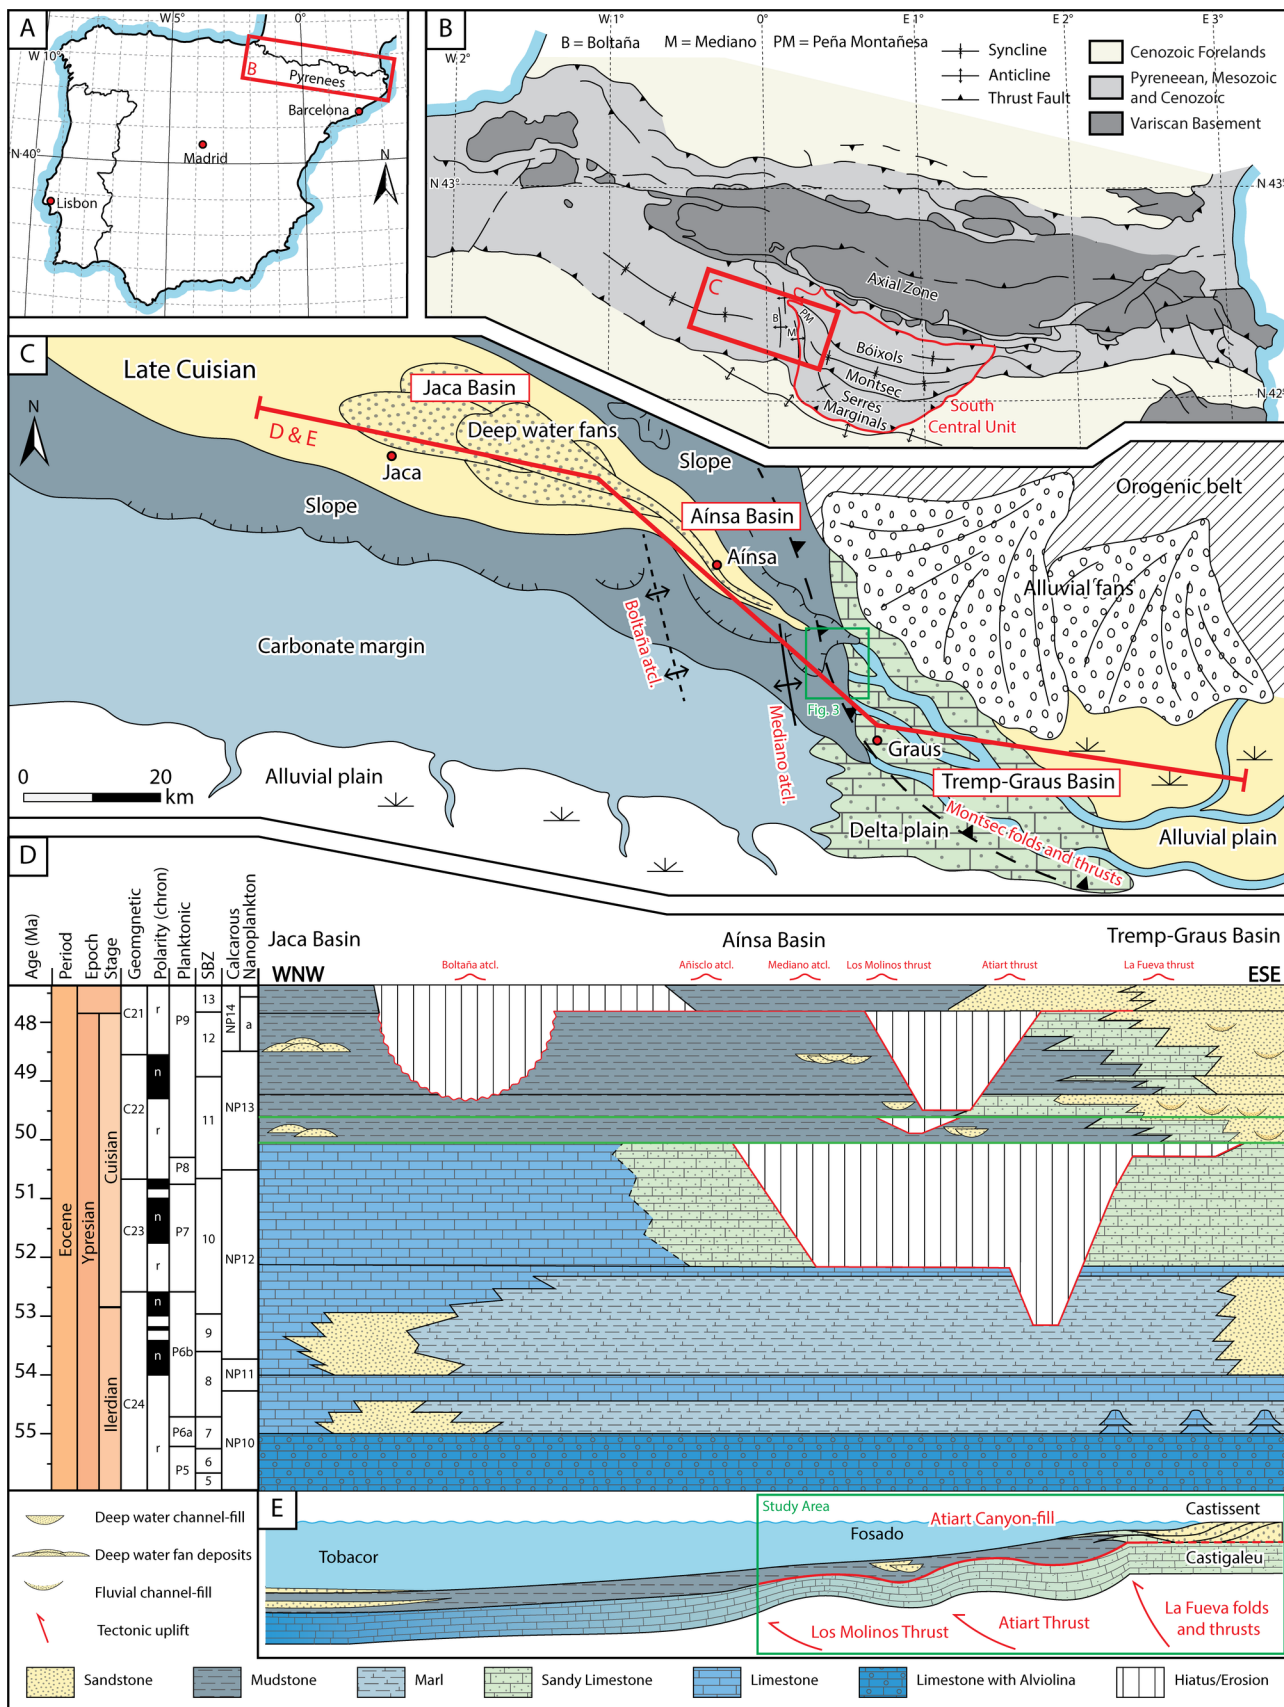 A
W 5°
0°
W 10°
B
Pyrenees
Barcelona
Madrid
N 40°
N
Lisbon
B
W 1°
0°
E 1°
E 2°
E 3°
B = Boltaña
M = Mediano
PM = Peña Montañesa
W 2°
Syncline
Anticline
Thrust Fault
Cenozoic Forelands
Pyreneean, Mesozoic
and Cenozoic
Variscan Basement
N 43°
N 43°
Axial Zone
C
PM
B
M
Bóixols
Montsec
Serres
Marginals
South
Central Unit
N 42°
C
Late Cuisian
N
Jaca Basin
D & E
Deep water fans
Jaca
Slope
Slope
Orogenic belt
Aínsa Basin
Aínsa
Alluvial fans
Boltaña atcl.
Carbonate margin
Fig. 3
Mediano atcl.
Graus
0 20
km
Alluvial plain
Tremp-Graus Basin
Montsec folds and thrusts
Delta plain
Alluvial plain
D
Age (Ma)
Period
Epoch
Stage
Geomgnetic
Polarity (chron)
Planktonic
SBZ
Calcarous
Nanoplankton
Jaca Basin
Aínsa Basin
Tremp-Graus Basin
WNW
Boltaña atcl.
Añisclo atcl.
Mediano atcl.
Los Molinos thrust
Atiart thrust
La Fueva thrust
ESE
48
49
50
51
52
53
54
55
Eocene
Ypresian
Cuisian
Ilerdian
C21
C22
C23
C24
r
n
r
n
r
n
n
r
P9
P8
P7
P6b
P6a
P5
13
12
11
10
9
8
7
6
5
NP14
a
NP13
NP12
NP11
NP10
Deep water channel-fill
Deep water fan deposits
Fluvial channel-fill
Tectonic uplift
E
Study Area
Castissent
Atiart Canyon-fill
Fosado
Tobacor
Castigaleu
Los Molinos Thrust
Atiart Thrust
La Fueva folds
and thrusts
Sandstone
Mudstone
Marl
Sandy Limestone
Limestone
Limestone with Alviolina
Hiatus/Erosion